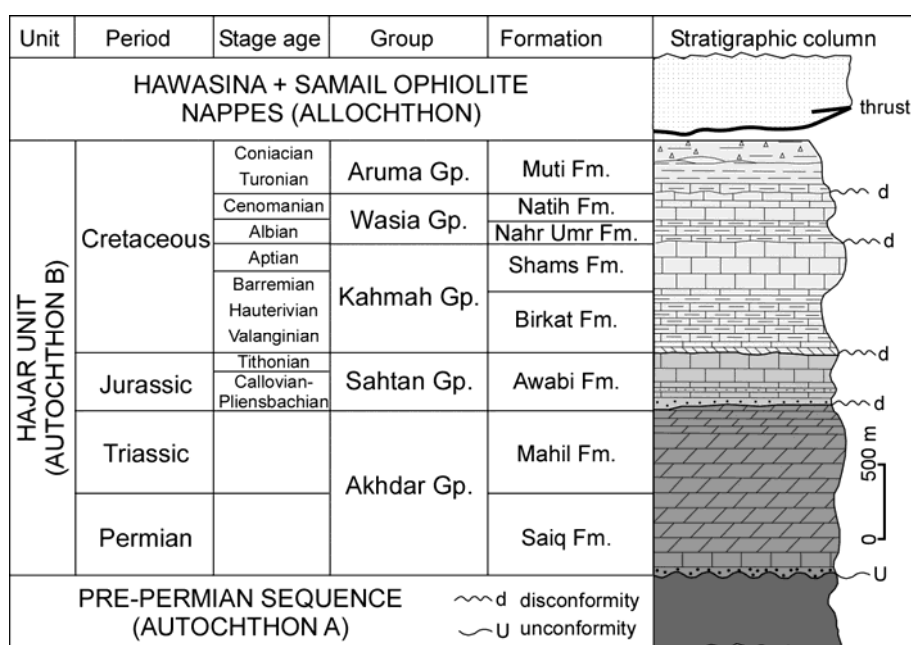 Unit Period Stage age Group Formation Stratigraphic column
HAWASINA + SAMAIL OPHIOLITE
NAPPES (ALLOCHTHON)
thrust
HAJAR UNIT
(AUTOCHTHON B)
Cretaceous
Coniacian
Turonian
Aruma Gp.
Muti Fm.
d
Cenomanian
Wasia Gp.
Natih Fm.
Albian
Nahr Umr Fm.
d
Aptian
Kahmah Gp.
Shams Fm.
Barremian
Hauterivian
Valanginian
Birkat Fm.
d
Jurassic
Tithonian
Callovian-
Pliensbachian
Sahtan Gp.
Awabi Fm.
d
Triassic
Akhdar Gp.
Mahil Fm.
500 m
0
Permian
Saiq Fm.
U
PRE-PERMIAN SEQUENCE
(AUTOCHTHON A)
d disconformity
U unconformity